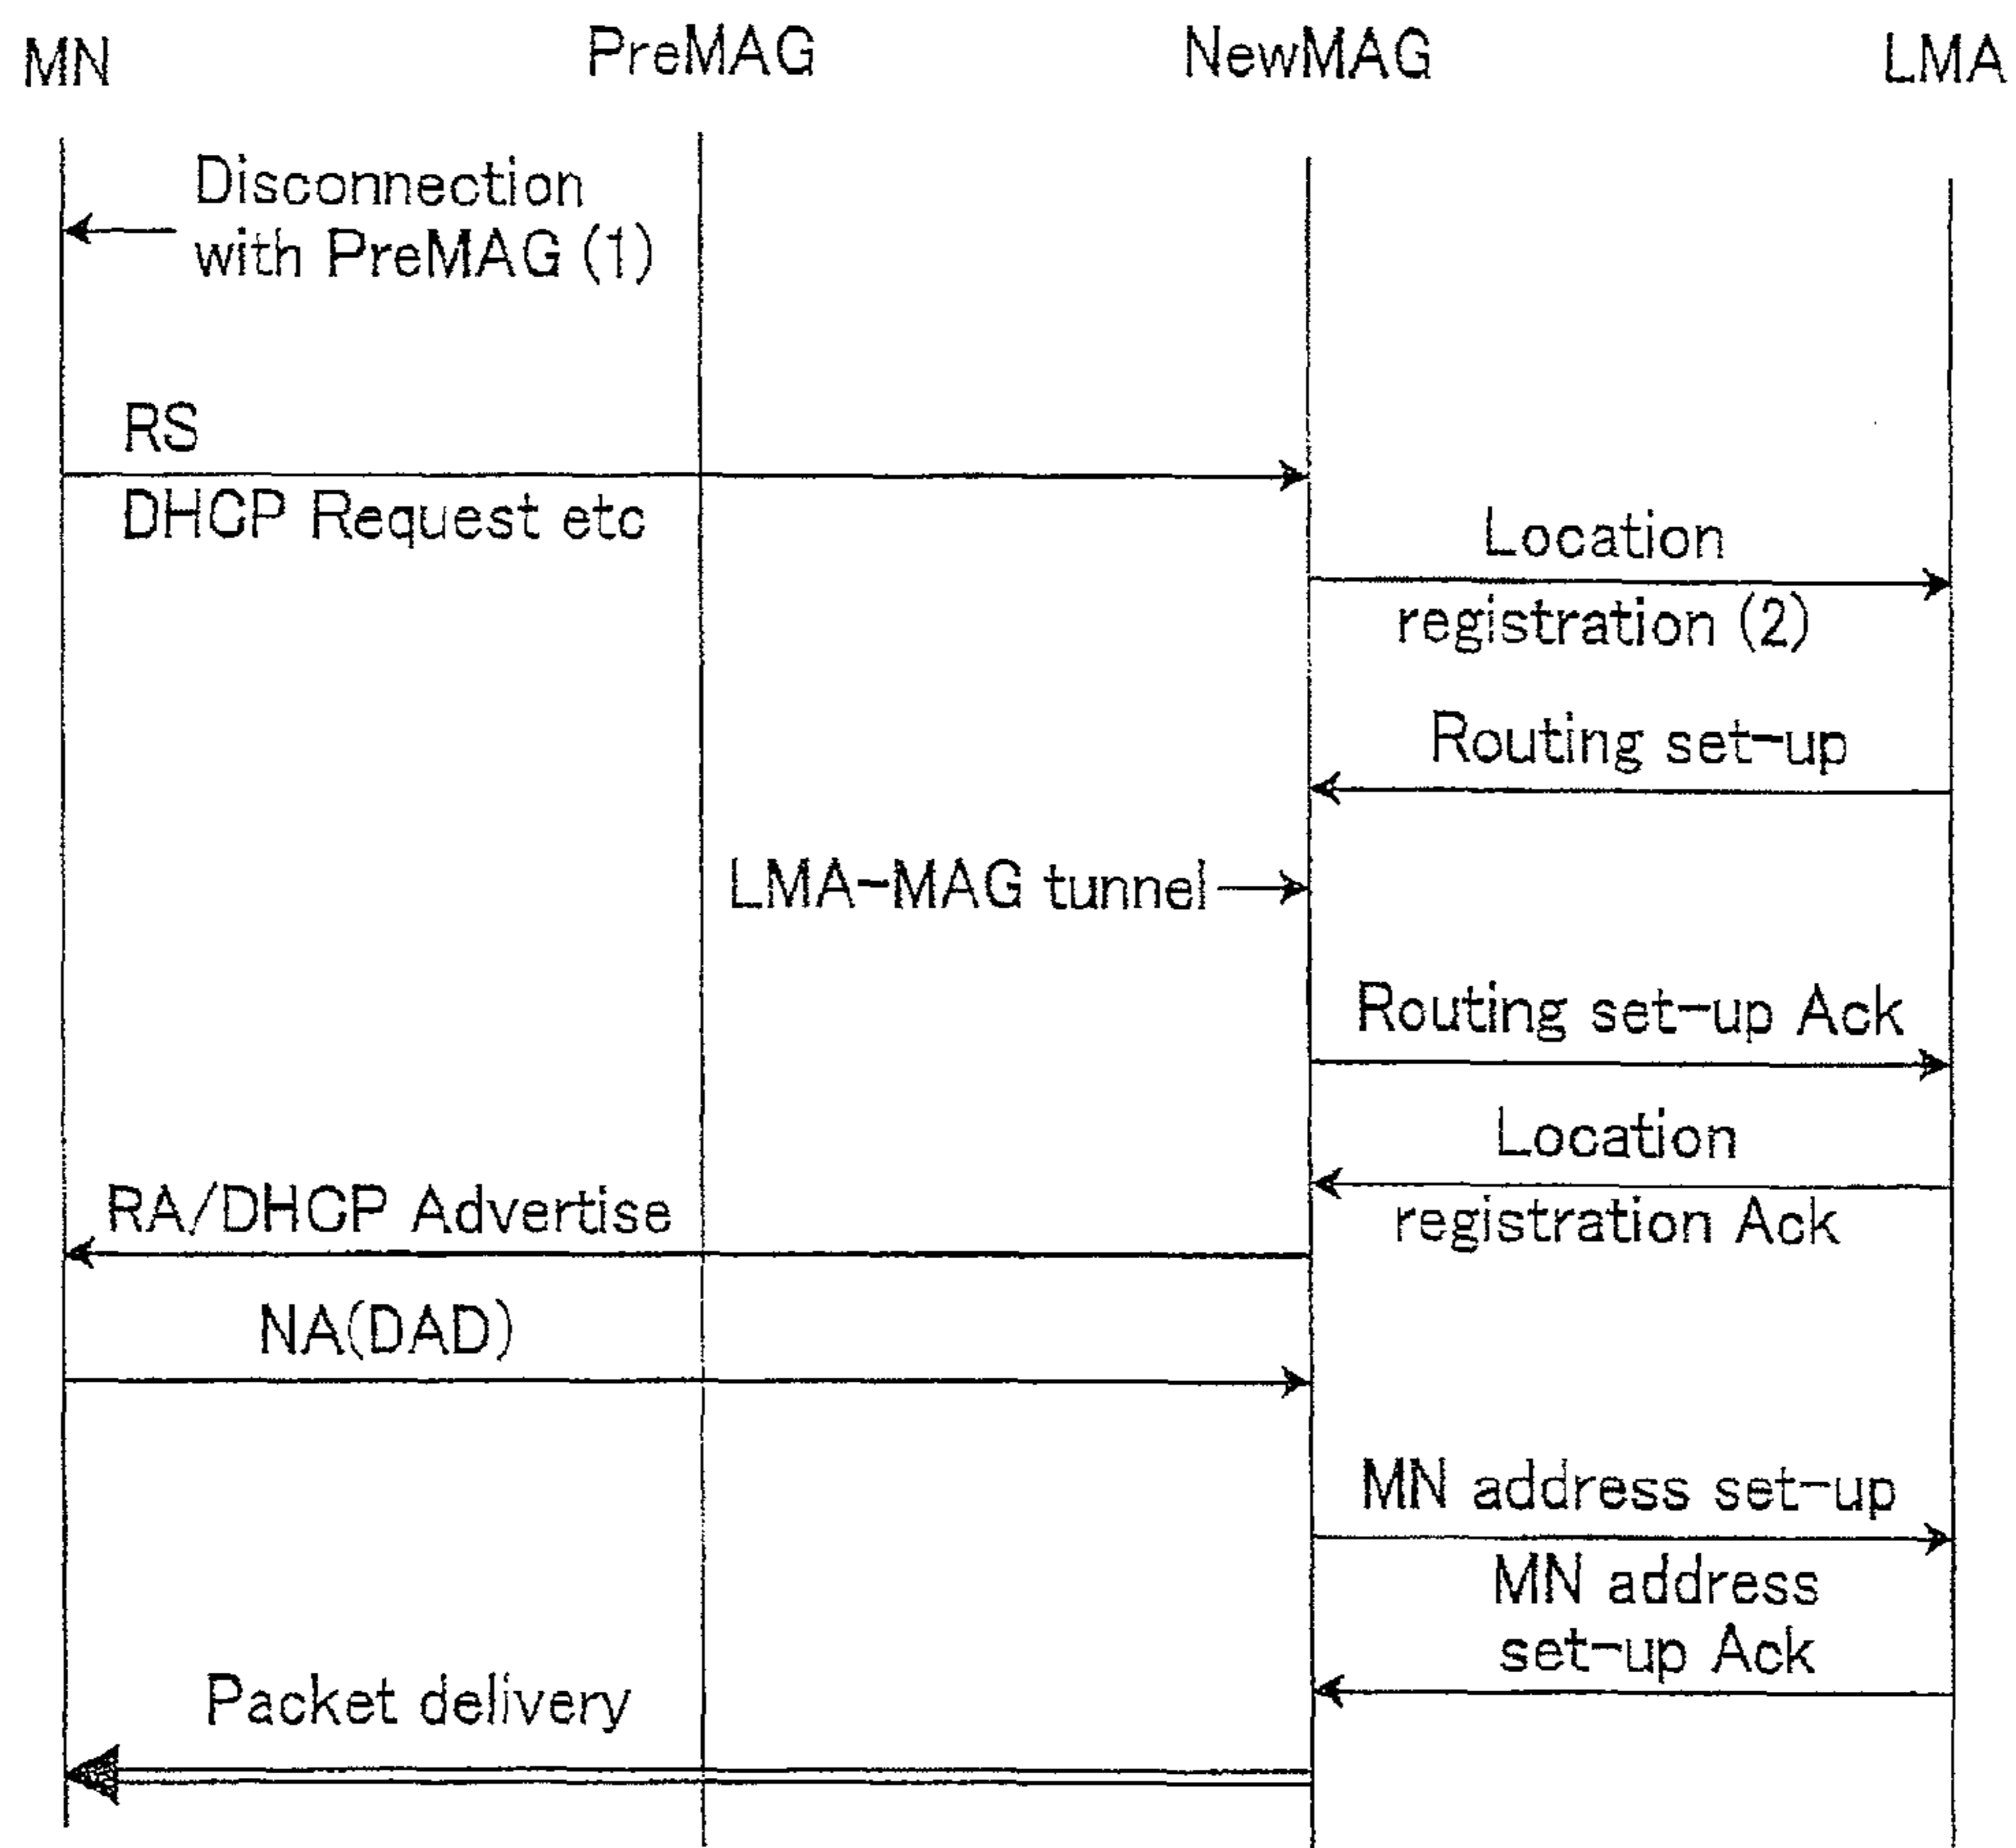 MN PreMAG NewMAG LMA
Disconnection
with PreMAG (1)
RS
DHCP Request etc
Location
registration (2)
Routing set-up
LMA-MAG tunnel
Routing set-up Ack
Location
registration Ack
RA/DHCP Advertise
NA(DAD)
MN address set-up
MN address
set-up Ack
Packet delivery